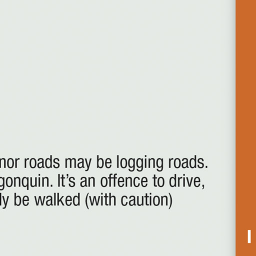 nor roads may be logging roads.
gonquin. It's an offence to drive,
ly be walked (with caution)